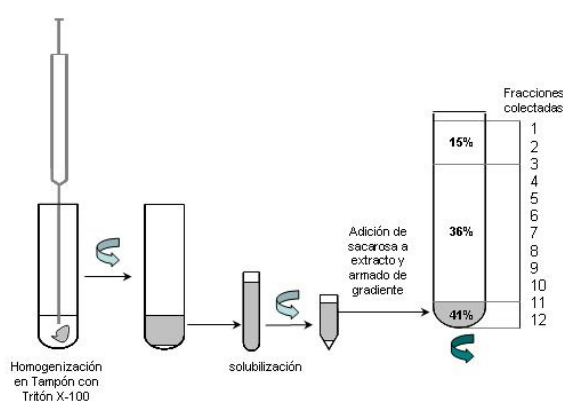 Fracciones
colectadas
1
15%
2
3
4
5
6
36%
7
8
9
10
11
41%
12
Adición de
sacarosa a
extracto y
armado de
gradiente
Homogenización
en Tampón con
Tritón X-100
solubilización